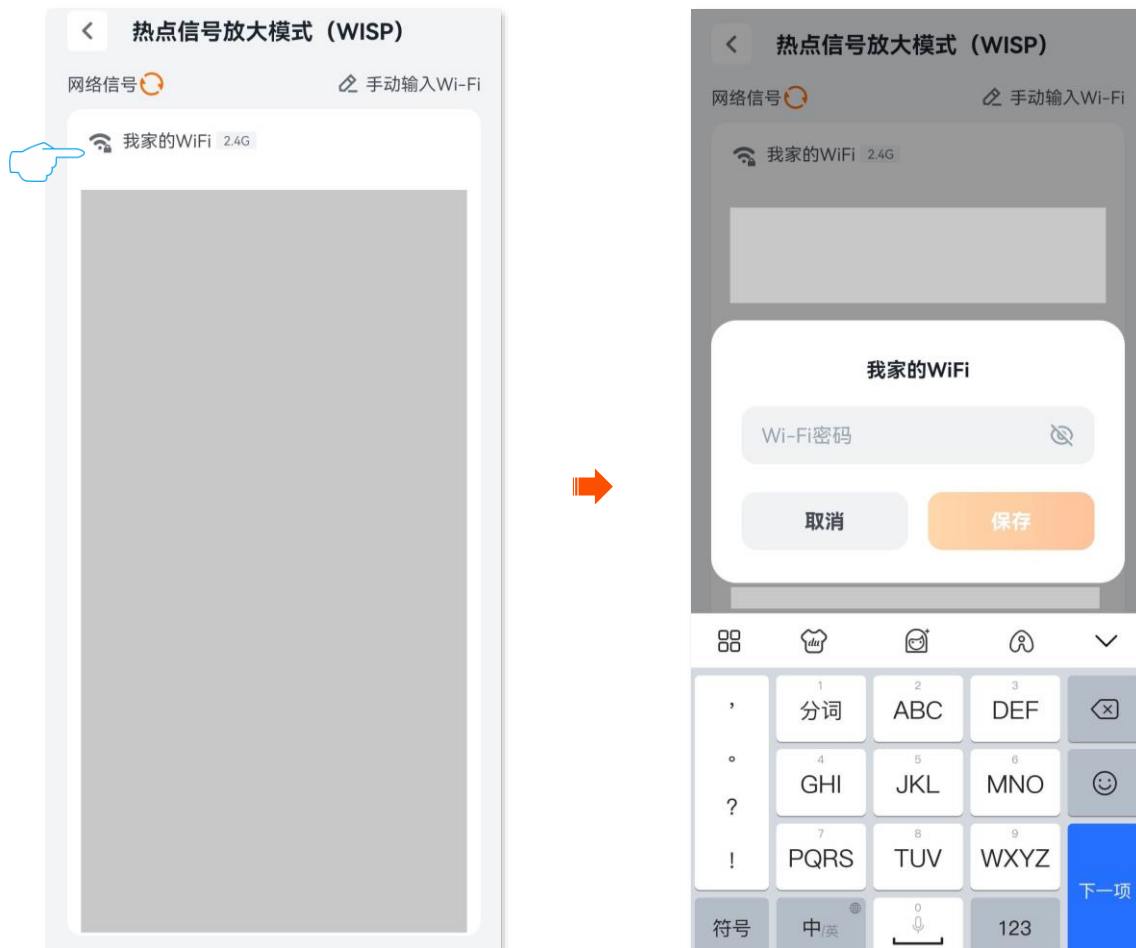 热点信号放大模式（WISP）
网络信号
手动输入Wi-Fi
我家的WiFi 2.4G
热点信号放大模式（WISP）
网络信号
手动输入Wi-Fi
我家的WiFi 2.4G
我家的WiFi
Wi-Fi密码
取消
保存
du
，
。
?
!
1
分词
2
ABC
3
DEF
4
GHI
5
JKL
6
MNO
7
PQRS
8
TUV
9
WXYZ
下一项
符号
中/英
0
123